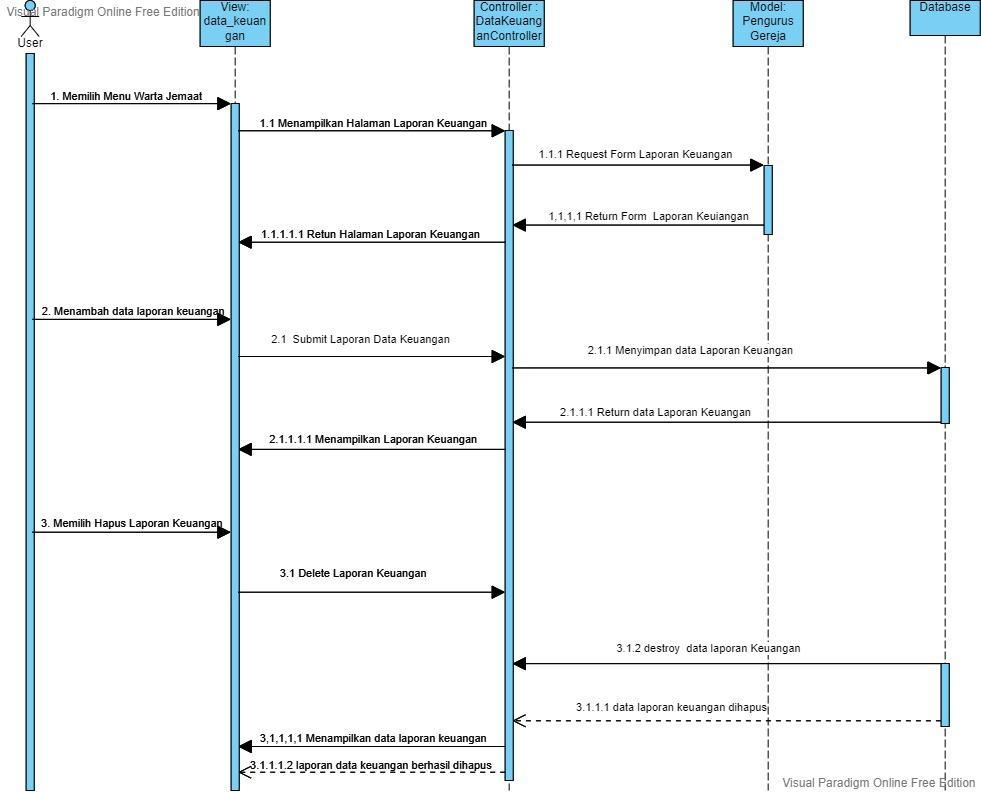 Visual Paradigm Online Free Edition
User
View:
data_keuan
gan
Controller :
DataKeuang
anController
Model:
Pengurus
Gereja
Database
1. Memilih Menu Warta Jemaat
1.1 Menampilkan Halaman Laporan Keuangan
1.1.1 Request Form Laporan Keuangan
1,1,1,1 Return Form Laporan Keuiangan
1.1.1.1.1 Retun Halaman Laporan Keuangan
2. Menambah data laporan keuangan
2.1 Submit Laporan Data Keuangan
2.1.1 Menyimpan data Laporan Keuangan
2.1.1.1 Return data Laporan Keuangan
2.1.1.1.1 Menampilkan Laporan Keuangan
3. Memilih Hapus Laporan Keuangan
3.1 Delete Laporan Keuangan
3.1.2 destroy data laporan Keuangan
3.1.1.1 data laporan keuangan dihapus
3,1,1,1,1 Menampilkan data laporan keuangan
3.1.1.1.2 laporan data keuangan berhasil dihapus
Visual Paradigm Online Free Edition